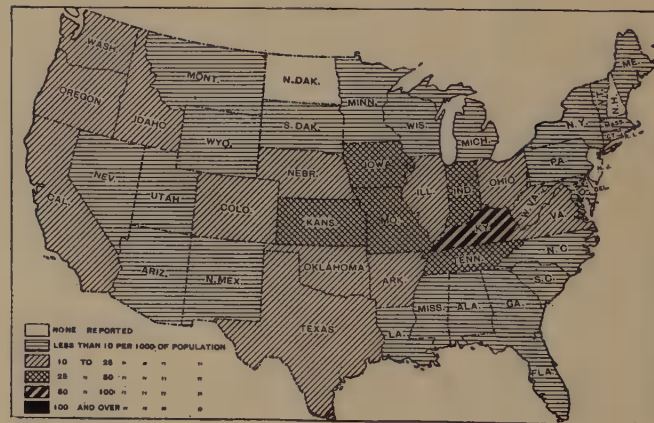 WASH.
MONT.
N.DAK.
MINN.
ME.
OREGON
IDAHO
WYO.
S.DAK.
WIS.
MICH.
N.Y.
VT.
N.H.
MASS.
CT.
R.I.
NEV.
UTAH
COLO.
NEBR.
IOWA
ILL.
IND.
OHIO
PA.
N.J.
DEL.
CAL.
KANS.
MO.
KY.
W.VA.
VA.
ARIZ.
N.MEX.
OKLAHOMA
ARK.
TENN.
N.C.
S.C.
TEXAS
LA.
MISS.
ALA.
GA.
FLA.
NONE REPORTED
LESS THAN 10 PER 1000 OF POPULATION
10 TO 25 " " " "
25 " 50 " " " "
50 " 100 " " " "
100 AND OVER " " " "